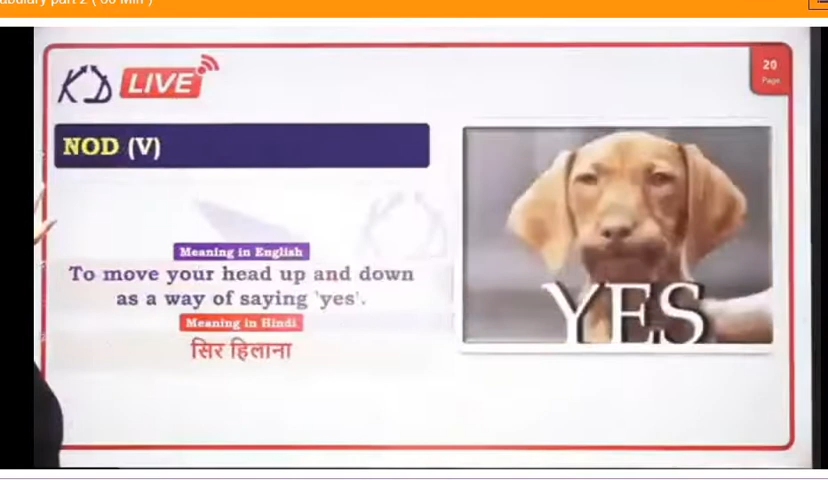 KD LIVE
20
Page
NOD (V)
Meaning in English
To move your head up and down
as a way of saying 'yes'.
Meaning in Hindi
सिर हिलाना
YES